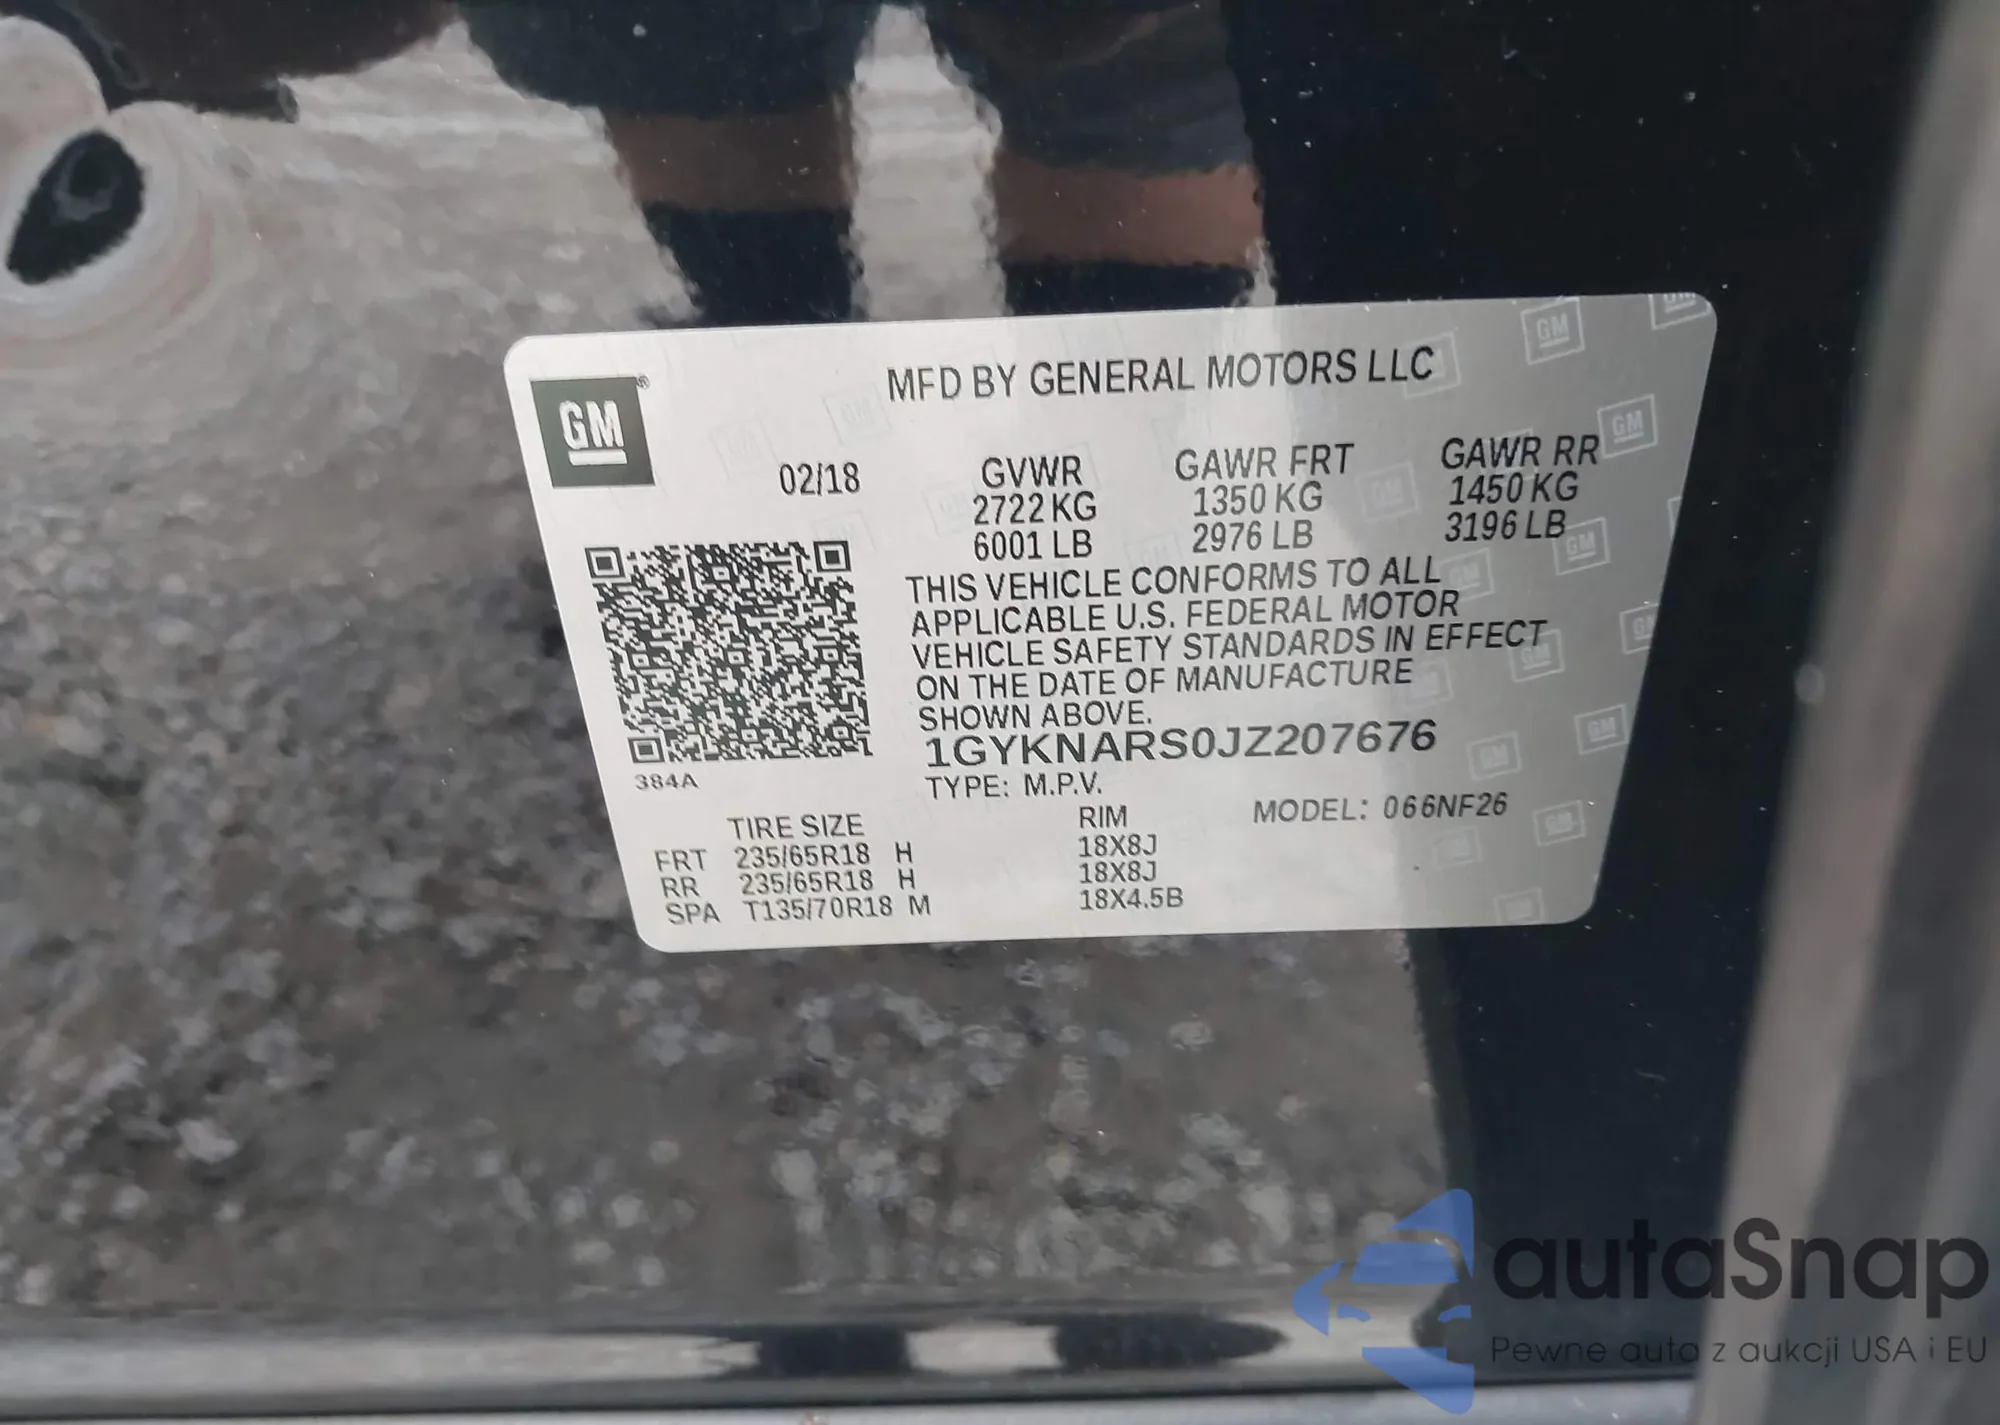 GM®
MFD BY GENERAL MOTORS LLC
02/18
GVWR GAWR FRT GAWR RR
2722 KG 1350 KG 1450 KG
6001 LB 2976 LB 3196 LB
THIS VEHICLE CONFORMS TO ALL
APPLICABLE U.S. FEDERAL MOTOR
VEHICLE SAFETY STANDARDS IN EFFECT
ON THE DATE OF MANUFACTURE
SHOWN ABOVE.
1GYKNARS0JZ207676
384A
TYPE: M.P.V.
MODEL: 066NF26
TIRE SIZE RIM
FRT 235/65R18 H 18X8J
RR 235/65R18 H 18X8J
SPA T135/70R18 M 18X4.5B
autaSnap
Pewne auta z aukcji USA i EU